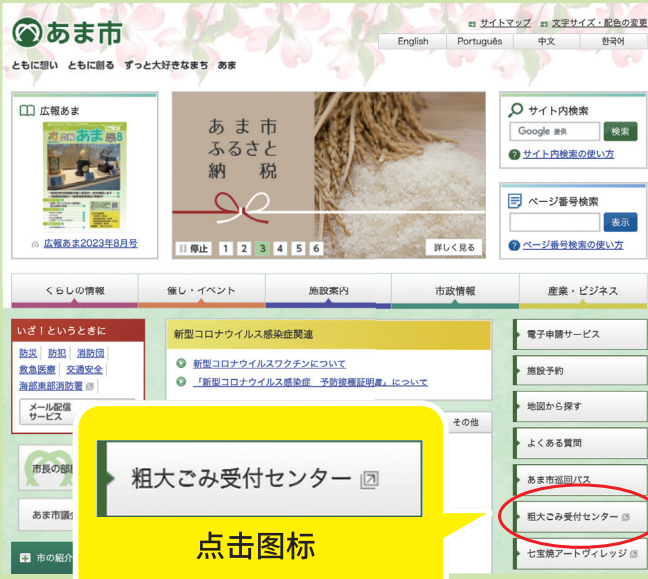 あま市
ともに想い ともに創る ずっと大好きなまち あま
サイトマップ 文字サイズ・配色の変更
English Português 中文 한국어
広報あま
広報あま2023年8月号
あま市
ふるさと
納税
停止 1 2 3 4 5 6
詳しく見る
サイト内検索
Google 提供 検索
サイト内検索の使い方
ページ番号検索
表示
ページ番号検索の使い方
くらしの情報 催し・イベント 施設案内 市政情報 産業・ビジネス
いざ!というときに
防災 防犯 消防団
救急医療 交通安全
海部東部消防署
メール配信
サービス
新型コロナウイルス感染症関連
新型コロナウイルスワクチンについて
「新型コロナウイルス感染症 予防接種証明書」について
その他
市長の部
あま市議
市の紹介
電子申請サービス
施設予約
地図から探す
よくある質問
あま市巡回バス
粗大ごみ受付センター
七宝焼アートヴィレッジ
粗大ごみ受付センター
点击图标